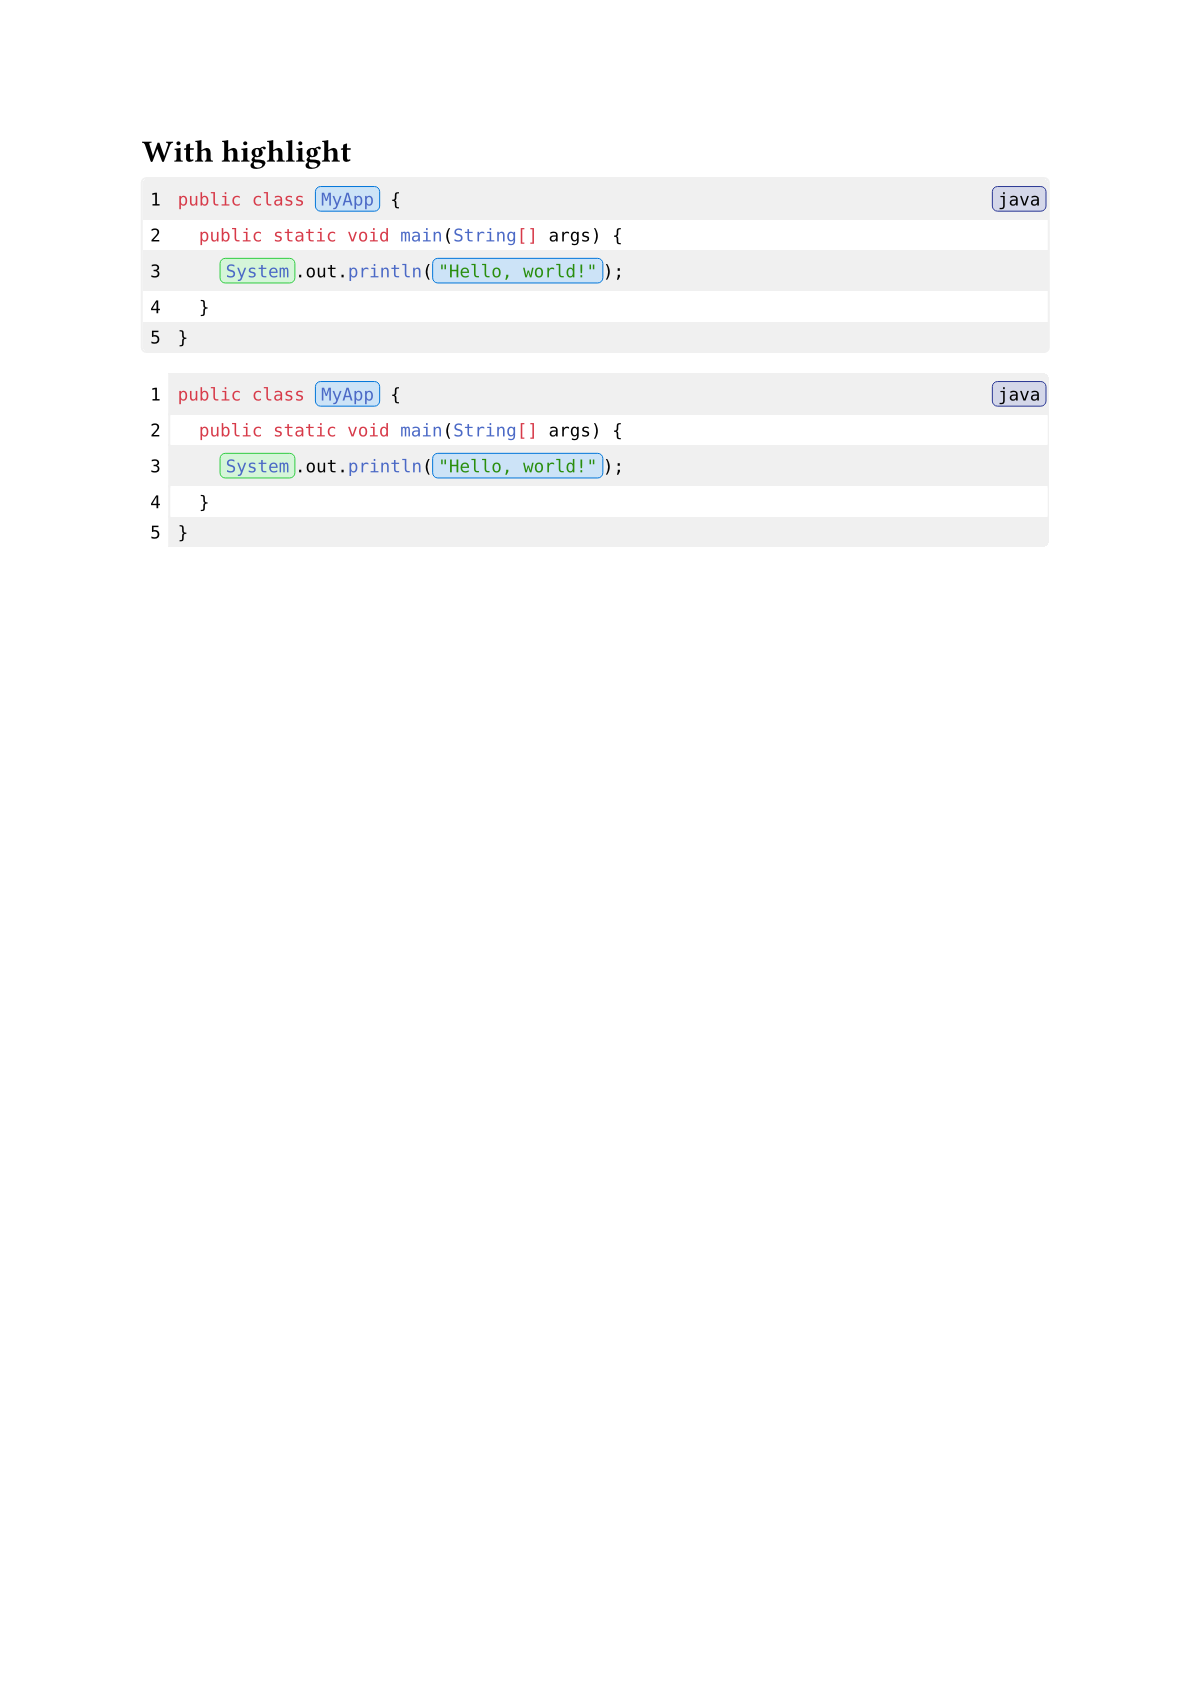 With highlight
1 public class MyApp { java
2   public static void main(String[] args) {
3     System.out.println("Hello, world!");
4   }
5 }
1 public class MyApp { java
2   public static void main(String[] args) {
3     System.out.println("Hello, world!");
4   }
5 }